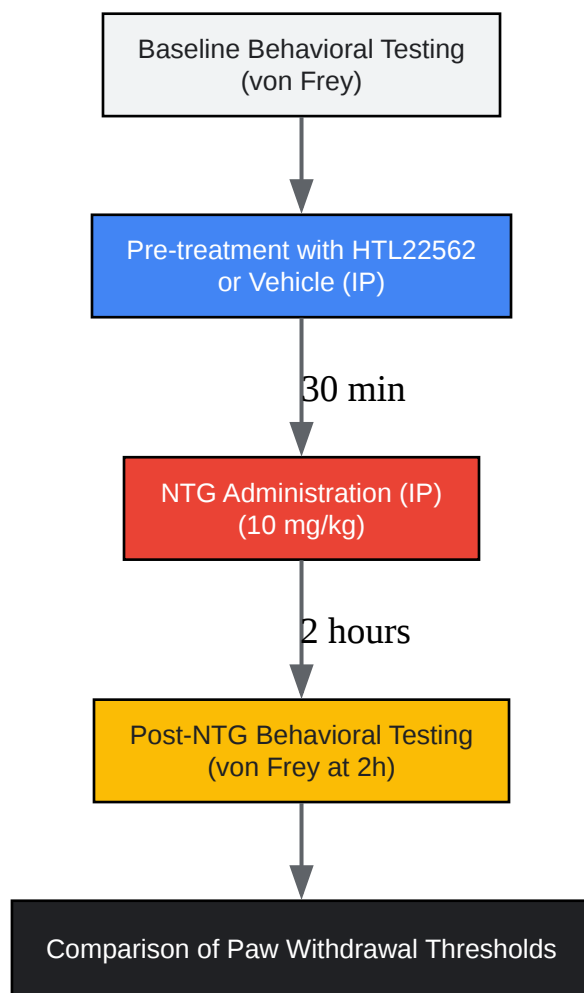 Baseline Behavioral Testing
(von Frey)
Pre-treatment with HTL22562
or Vehicle (IP)
30 min
NTG Administration (IP)
(10 mg/kg)
2 hours
Post-NTG Behavioral Testing
(von Frey at 2h)
Comparison of Paw Withdrawal Thresholds